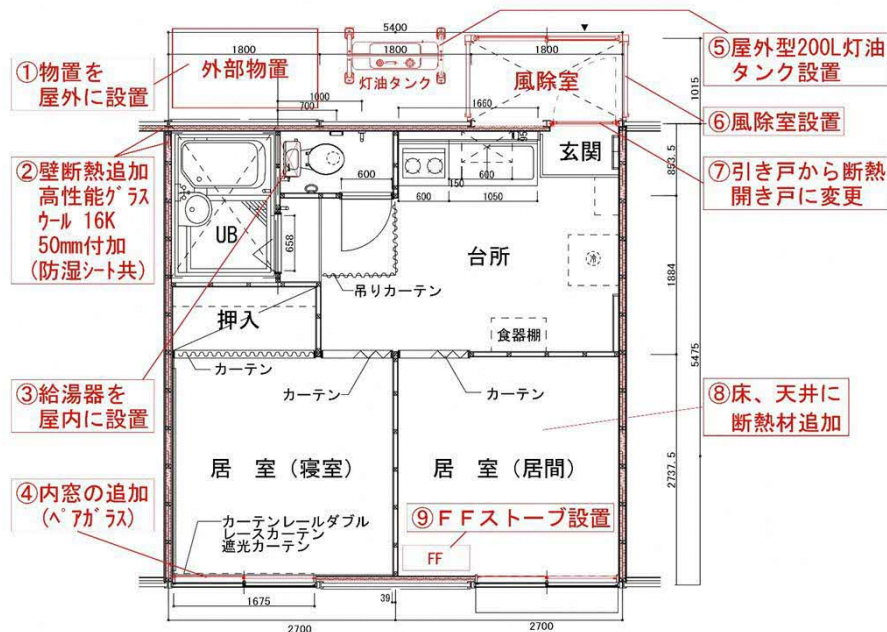 5400
1800
1800
1800
①物置を
屋外に設置
外部物置
灯油タンク
風除室
⑤屋外型200L灯油
タンク設置
1015
⑥風除室設置
⑦引き戸から断熱
開き戸に変更
1000
700
1660
95
玄関
853.5
②壁断熱追加
高性能グラス
ウール 16K
50mm付加
(防湿シート共)
600
600
150
600
1050
UB
658
台所
冷
1884
吊りカーテン
押入
食器棚
カーテン
カーテン
カーテン
5475
③給湯器を
屋内に設置
⑧床、天井に
断熱材追加
居 室(寝室)
居 室(居間)
2737.5
④内窓の追加
(ペアガラス)
カーテンレールダブル
レースカーテン
遮光カーテン
⑨FFストーブ設置
FF
1675
39
2700
2700